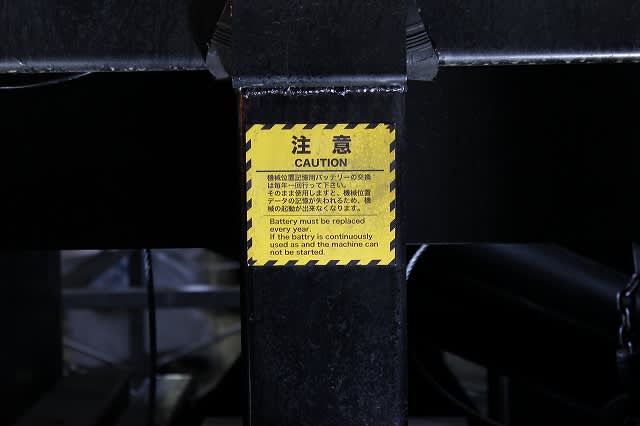 注 意
CAUTION
機械位置記憶用バッテリーの交換
は毎年一回行って下さい。
そのまま使用しますと、機械位置
データの記憶が失われるため、機
械の起動が出来なくなります。
Battery must be replaced
every year.
If the battry is continuously
used as and the machine can
not be started.